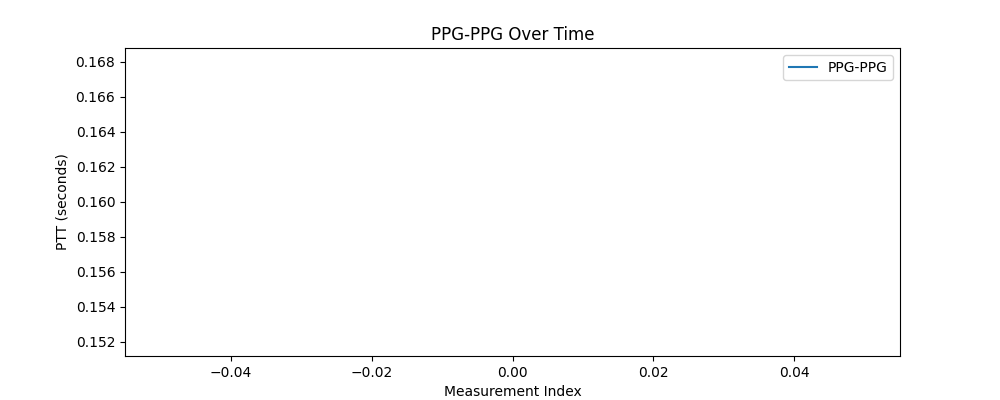 PPG-PPG Over Time
PPG-PPG
0.168
0.166
0.164
0.162
0.160
0.158
0.156
0.154
0.152
PTT (seconds)
−0.04 −0.02 0.00 0.02 0.04
Measurement Index